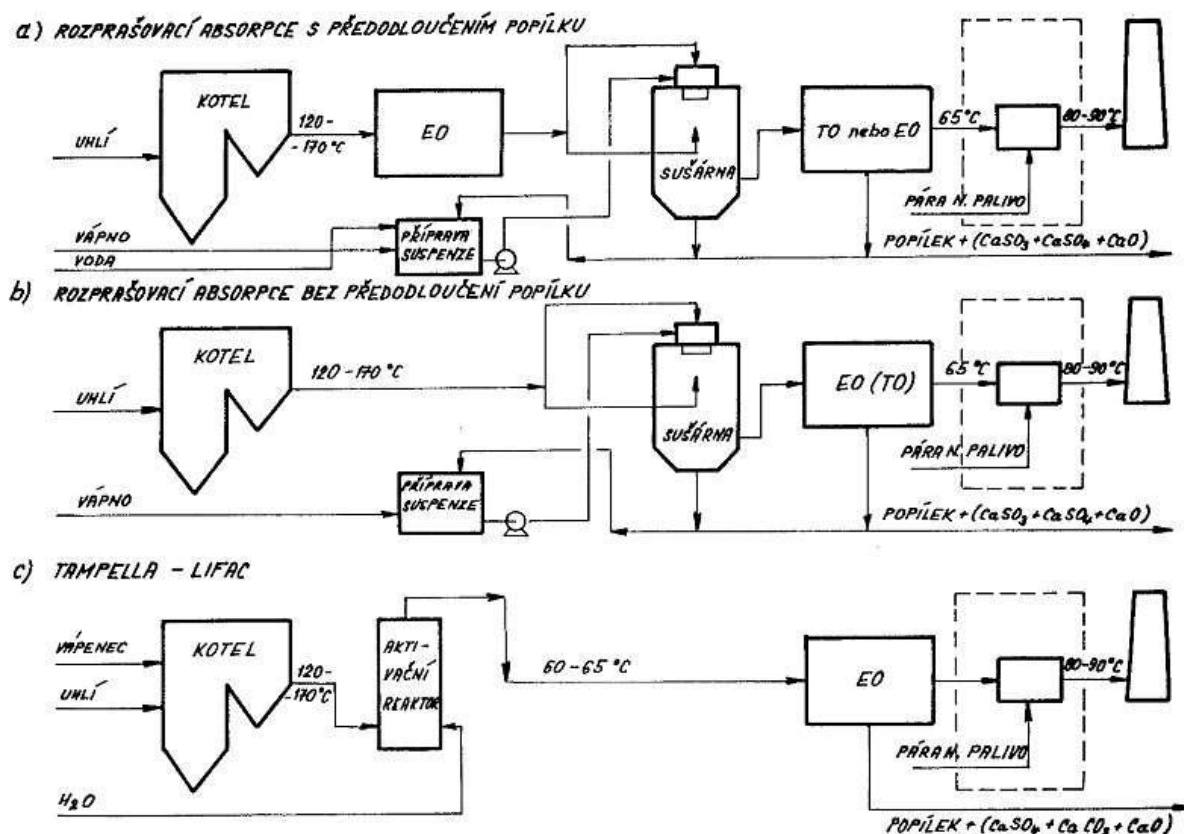 a) ROZPRAŠOVACÍ ABSORPCE S PŘEDODLOUČENÍM POPÍLKU
KOTEL
UHLÍ
120-
-170°C
EO
SUŠÁRNA
TO nebo EO
65°C
80-90°C
PÁRA N. PALIVO
VÁPNO
VODA
PŘÍPRAVA
SUSPENZE
POPÍLEK + (CaSO3 + CaSO4 + CaO)
b) ROZPRAŠOVACÍ ABSORPCE BEZ PŘEDODLOUČENÍ POPÍLKU
KOTEL
120-170°C
UHLÍ
SUŠÁRNA
EO (TO)
65°C
80-90°C
PÁRA N. PALIVO
VÁPNO
PŘÍPRAVA
SUSPENZE
POPÍLEK + (CaSO3 + CaSO4 + CaO)
c) TAMPELLA - LIFAC
VÁPENEC
KOTEL
UHLÍ
120-
-170°C
AKTI-
VAČNÍ
REAKTOR
60-65°C
EO
80-90°C
PÁRA N. PALIVO
H2O
POPÍLEK + (CaSO4 + CaCO3 + CaO)